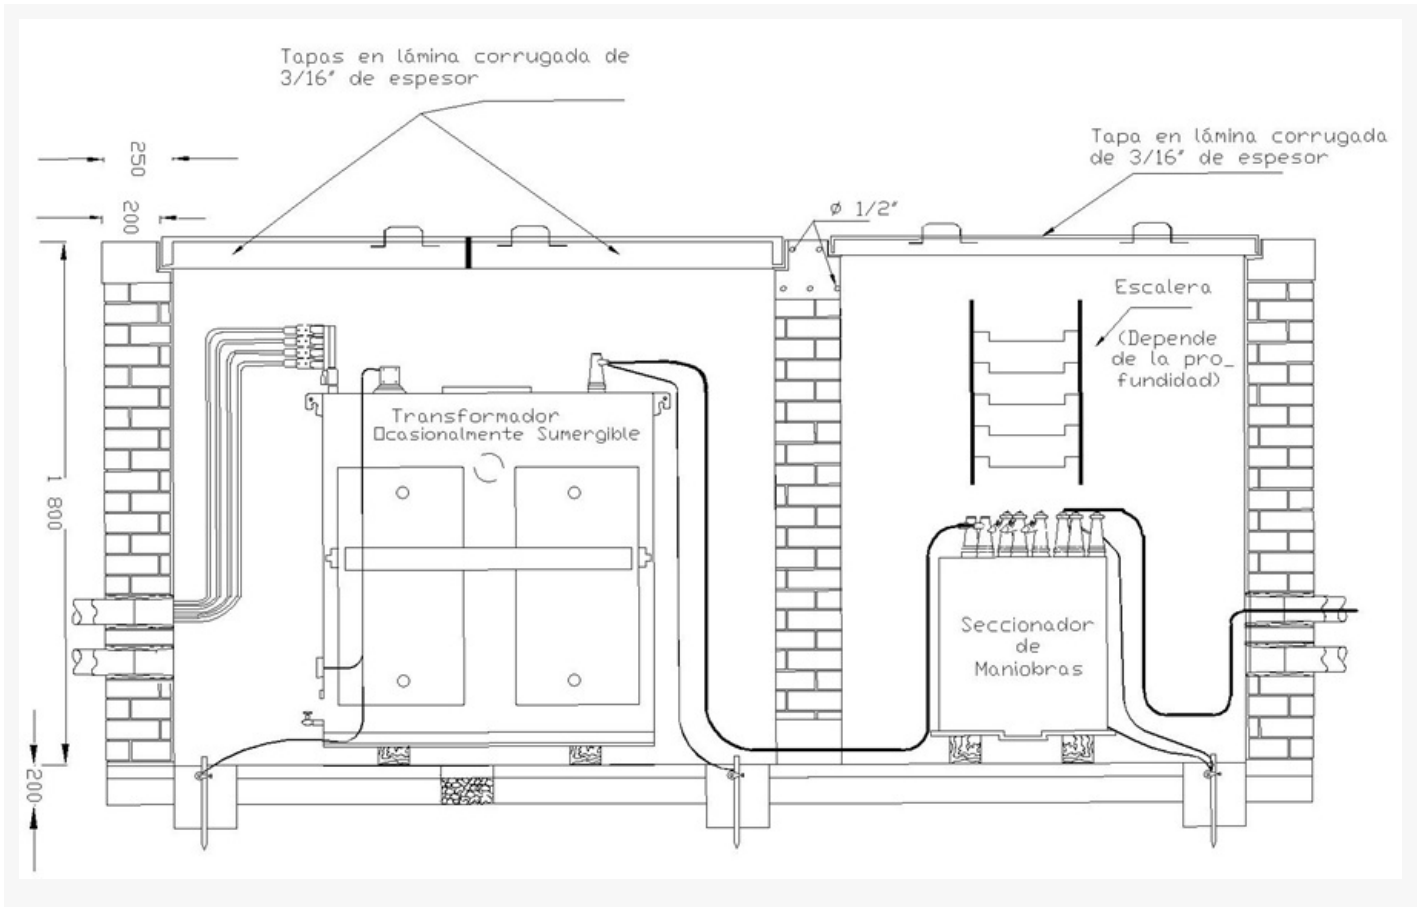 Tapas en lámina corrugada de
3/16" de espesor
Tapa en lámina corrugada
de 3/16" de espesor
250
200
ø 1/2"
Escalera
(Depende
de la pro_
fundidad)
Transformador
Ocasionalmente Sumergible
1 800
Seccionador
de
Maniobras
200